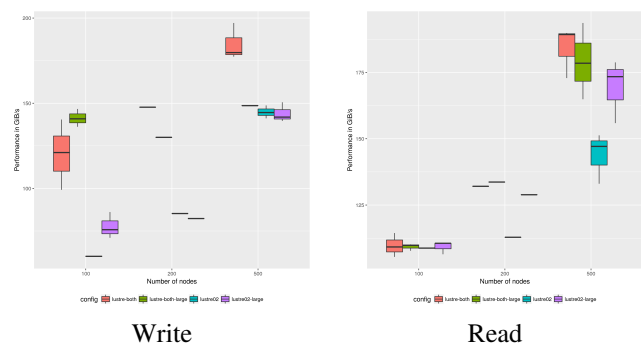 200
150
100
Performance in GiB/s
100 200 500
Number of nodes
config lustre-both lustre-both-large lustre02 lustre02-large
Write
175
150
125
Performance in GiB/s
100 200 500
Number of nodes
config lustre-both lustre-both-large lustre02 lustre02-large
Read